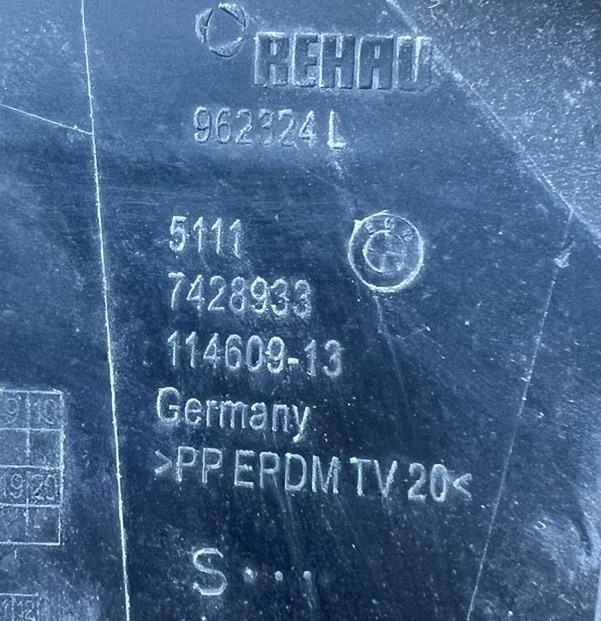 REHAU
962324 L
5111
7428933
114609-13
Germany
>PP EPDM TV 20<
S...